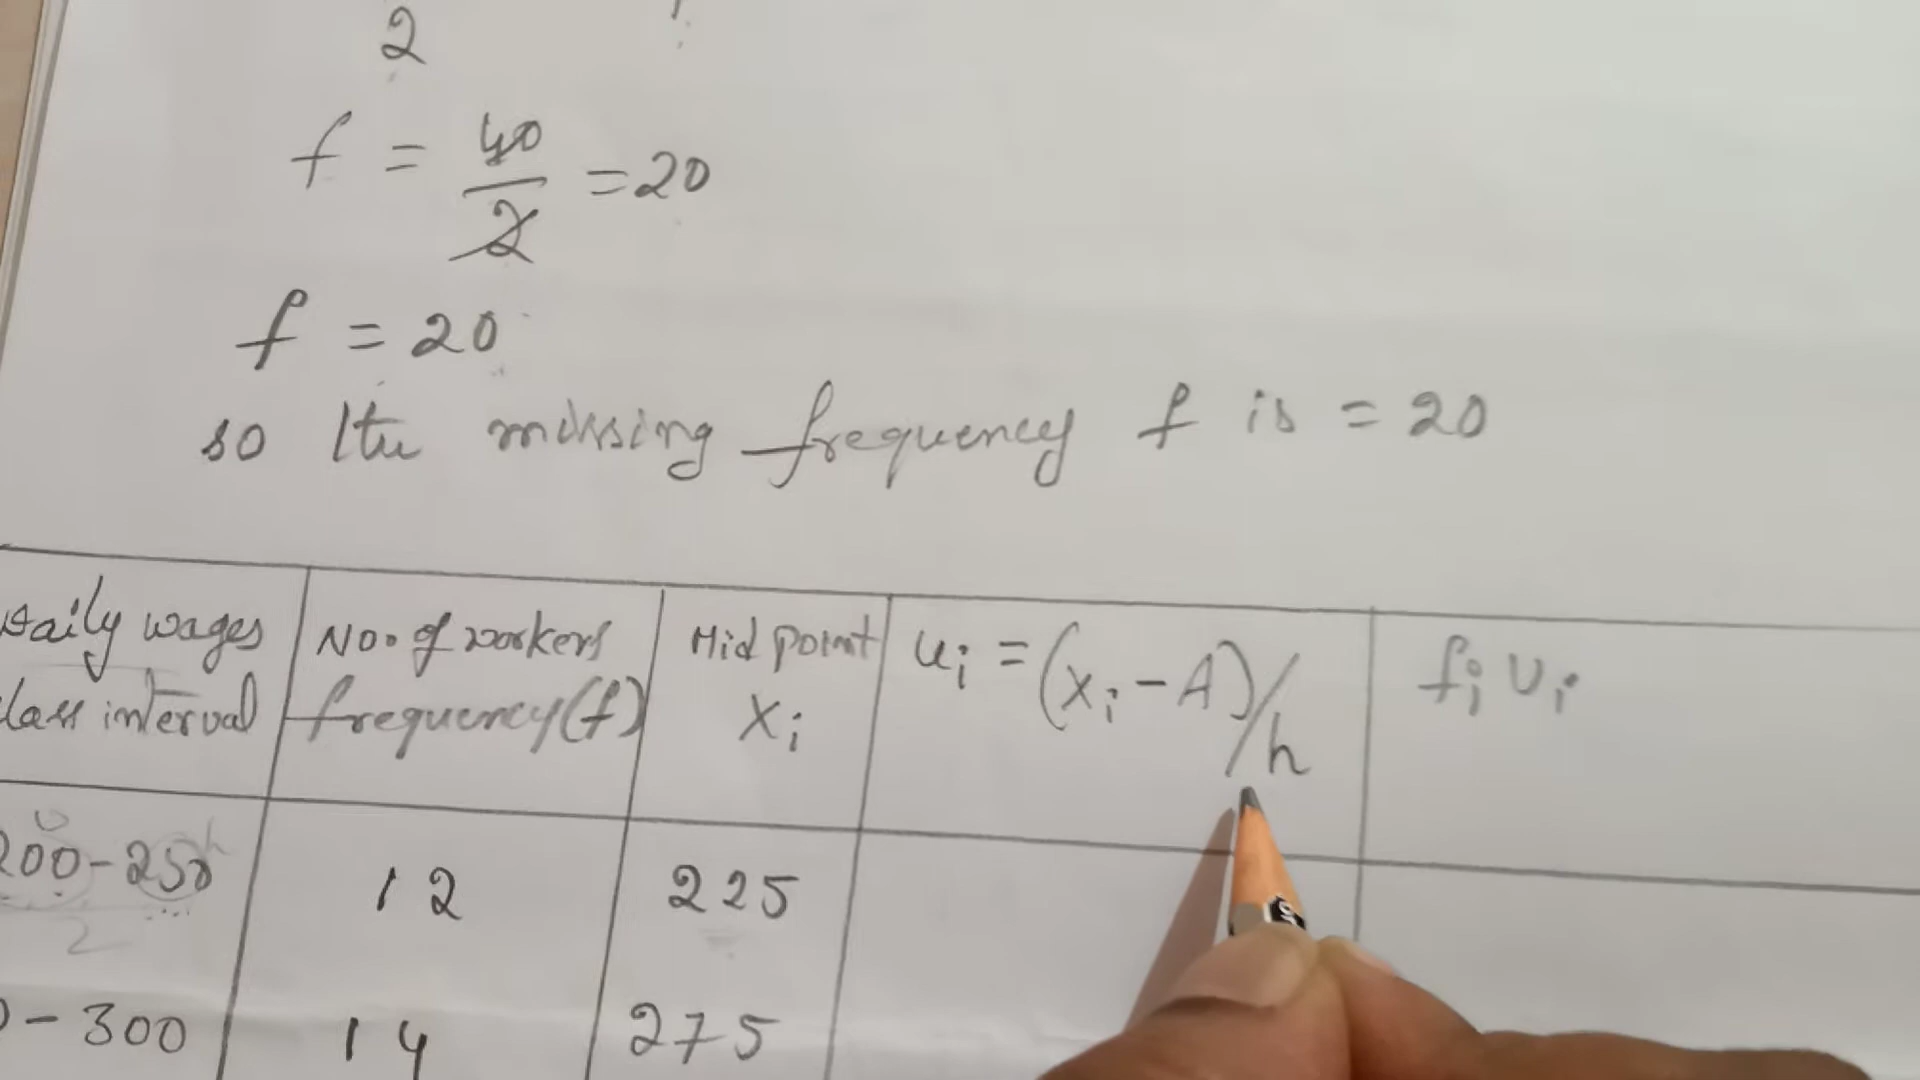 2
f = 40/2 = 20
f = 20
so the missing frequency f is = 20
Daily wages class interval
No. of workers frequency (f)
Mid point xi
ui = (xi - A)/h
fi ui
200-250
12
225
0-300
14
275